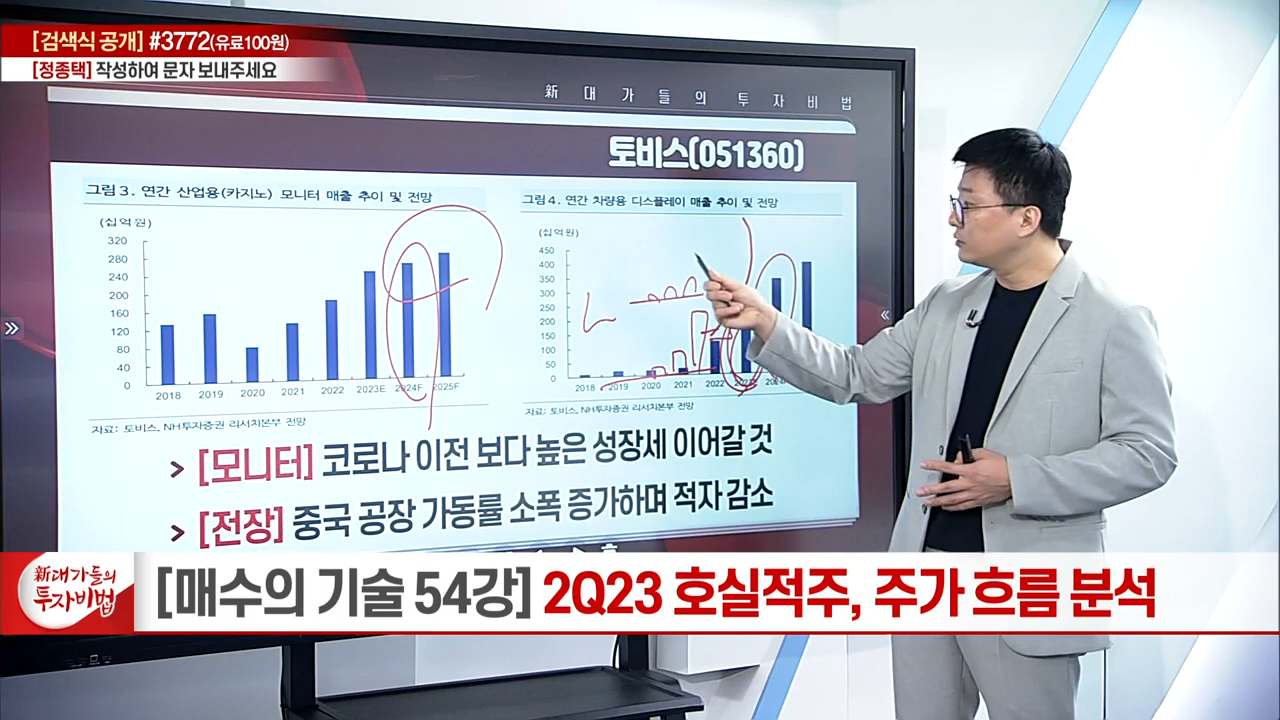 [검색식 공개] #3772(유료100원)
[정종택] 작성하여 문자 보내주세요
新 대가들의 투자비법
토비스(051360)
그림 3. 연간 산업용(카지노) 모니터 매출 추이 및 전망
(십억원)
320
280
240
200
160
120
80
40
0
2018 2019 2020 2021 2022 2023E 2024F 2025F
자료: 토비스, NH투자증권 리서치본부 전망
그림 4. 연간 차량용 디스플레이 매출 추이 및 전망
(십억원)
450
400
350
300
250
200
150
100
50
0
2018 2019 2020 2021 2022
자료: 토비스, NH투자증권 리서치본부 전망
> [모니터] 코로나 이전 보다 높은 성장세 이어갈 것
> [전장] 중국 공장 가동률 소폭 증가하며 적자 감소
新대가들의
투자비법
[매수의 기술 54강] 2Q23 호실적주, 주가 흐름 분석